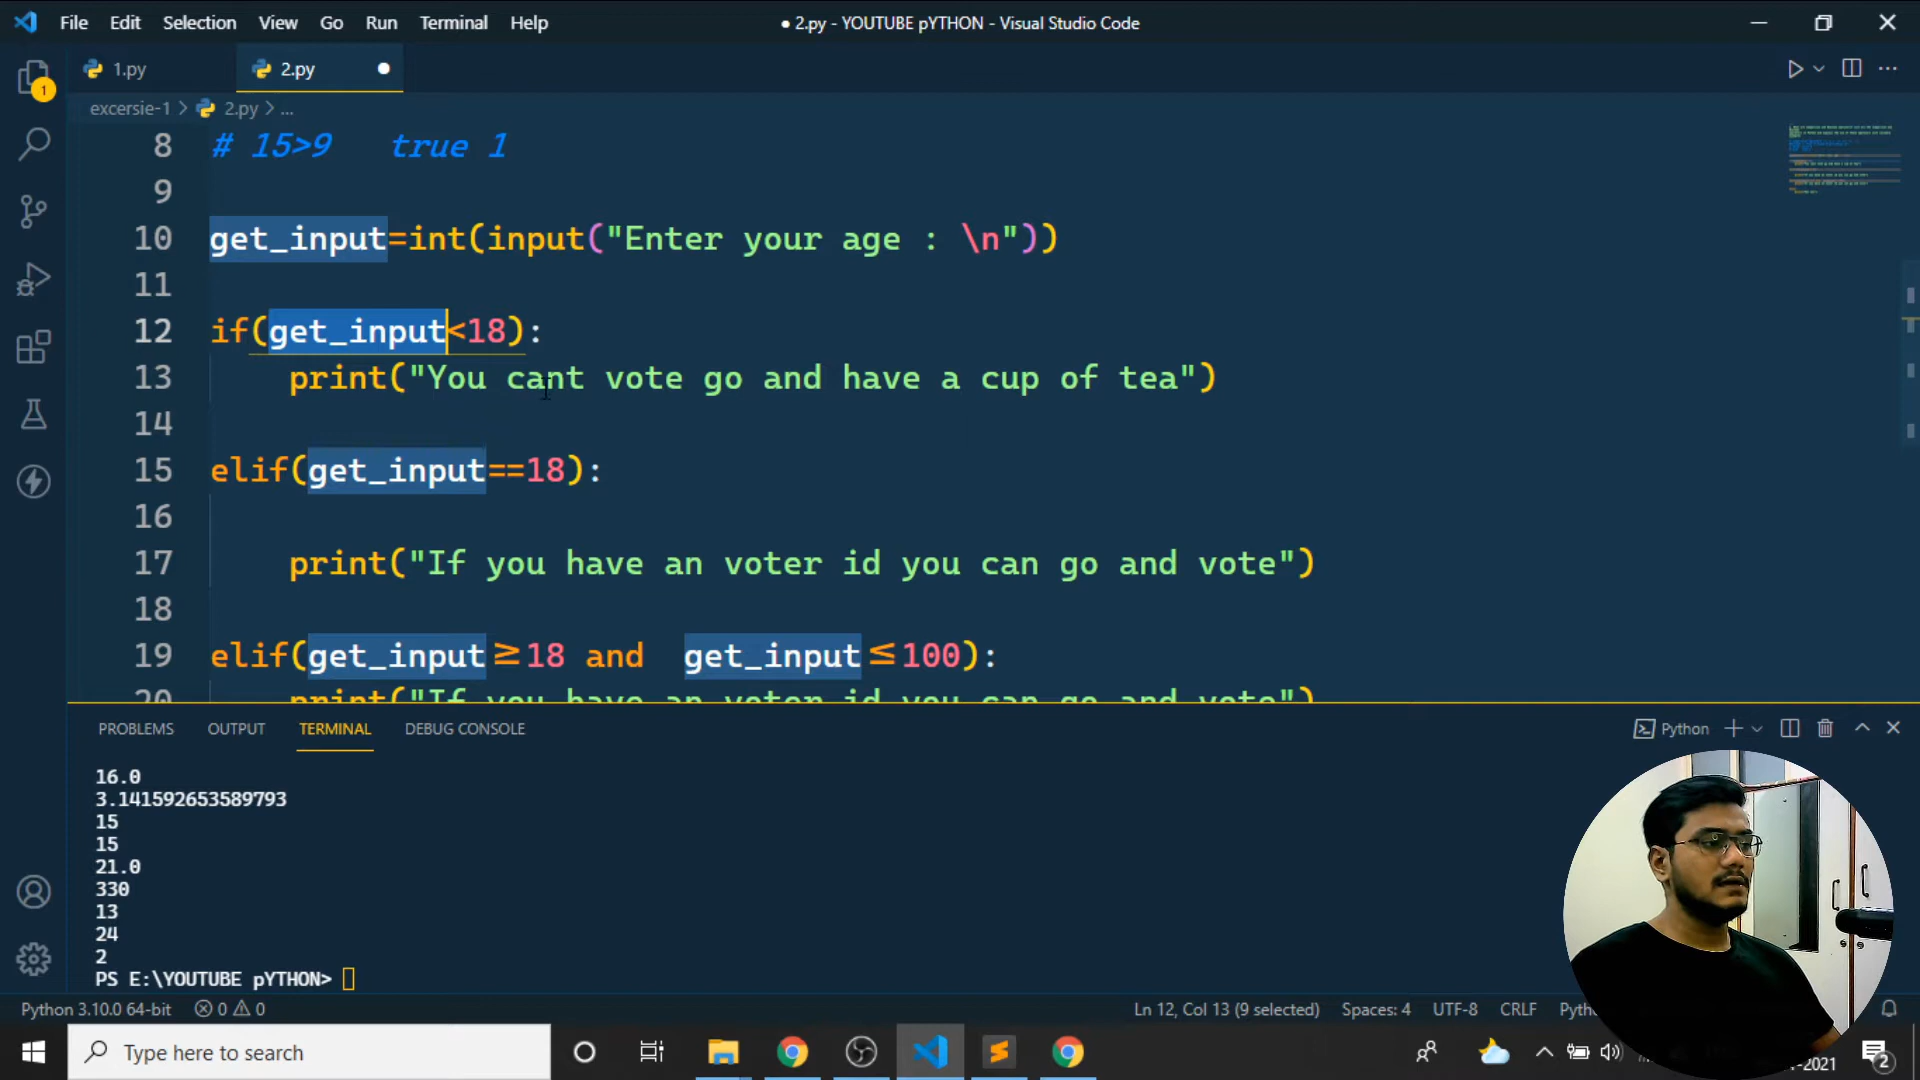 File Edit Selection View Go Run Terminal Help
● 2.py - YOUTUBE pYTHON - Visual Studio Code
1.py
2.py
1
excersie-1 > 2.py > ...
8 # 15>9 true 1
9
10 get_input=int(input("Enter your age : \n"))
11
12 if(get_input<18):
13 print("You cant vote go and have a cup of tea")
14
15 elif(get_input==18):
16
17 print("If you have an voter id you can go and vote")
18
19 elif(get_input≥18 and get_input≤100):
20 print("If you have an voter id you can go and vote")
PROBLEMS OUTPUT TERMINAL DEBUG CONSOLE
Python
16.0
3.141592653589793
15
15
21.0
330
13
24
2
PS E:\YOUTUBE pYTHON>
Python 3.10.0 64-bit 0 0
Ln 12, Col 13 (9 selected) Spaces: 4 UTF-8 CRLF
Type here to search
2